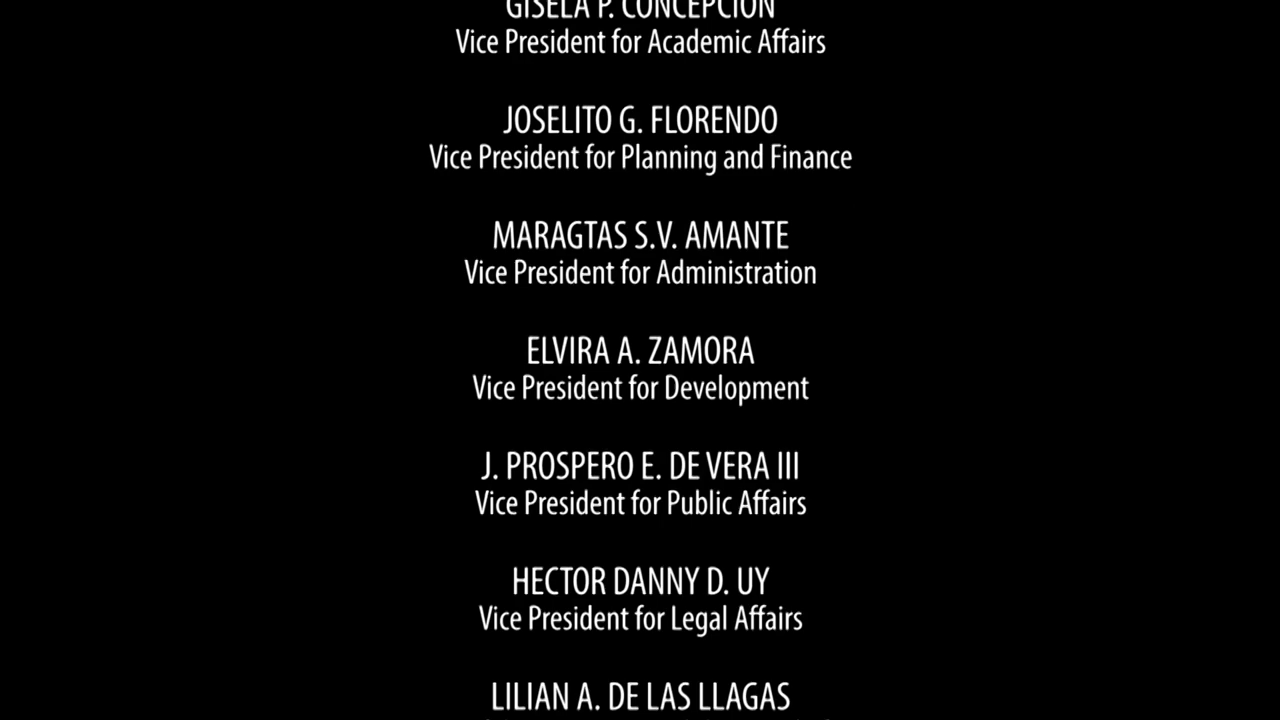 GISELA P. CONCEPCION
Vice President for Academic Affairs
JOSELITO G. FLORENDO
Vice President for Planning and Finance
MARAGTAS S.V. AMANTE
Vice President for Administration
ELVIRA A. ZAMORA
Vice President for Development
J. PROSPERO E. DE VERA III
Vice President for Public Affairs
HECTOR DANNY D. UY
Vice President for Legal Affairs
LILIAN A. DE LAS LLAGAS